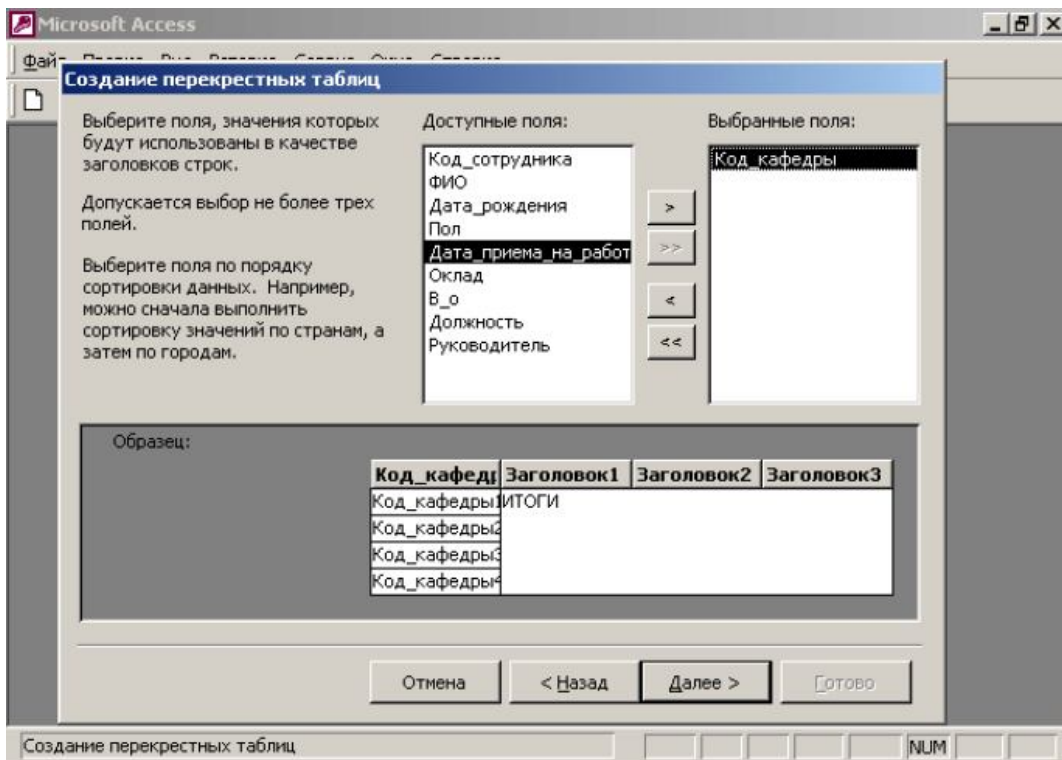 Microsoft Access
Файл
Создание перекрестных таблиц
Выберите поля, значения которых
будут использованы в качестве
заголовков строк.
Допускается выбор не более трех
полей.
Выберите поля по порядку
сортировки данных. Например,
можно сначала выполнить
сортировку значений по странам, а
затем по городам.
Доступные поля:
Код_сотрудника
ФИО
Дата_рождения
Пол
Дата_приема_на_работ
Оклад
В_о
Должность
Руководитель
>
>>
<
<<
Выбранные поля:
Код_кафедры
Образец:
Код_кафедр Заголовок1 Заголовок2 Заголовок3
Код_кафедры1 ИТОГИ
Код_кафедры2
Код_кафедры3
Код_кафедры4
Отмена < Назад Далее > Готово
Создание перекрестных таблиц NUM